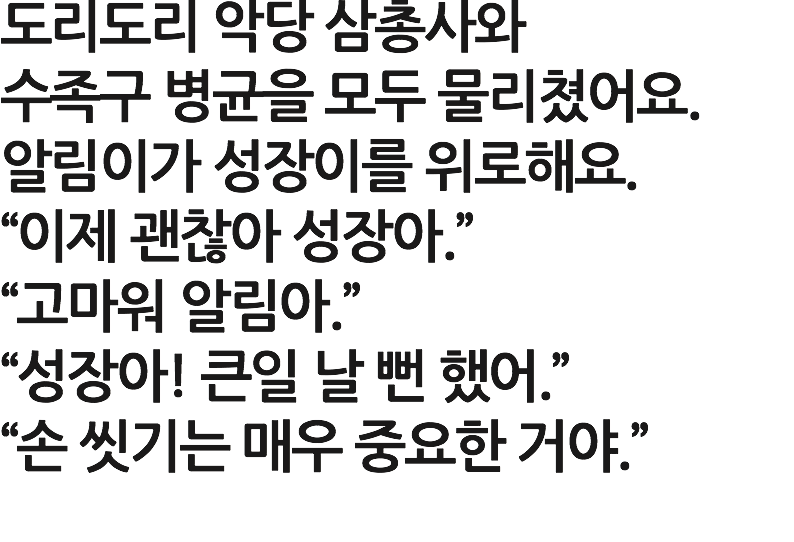 도리도리 악당 삼총사와
수족구 병균을 모두 물리쳤어요.
알림이가 성장이를 위로해요.
“이제 괜찮아 성장아.”
“고마워 알림아.”
“성장아! 큰일 날 뻔 했어.”
“손 씻기는 매우 중요한 거야.”